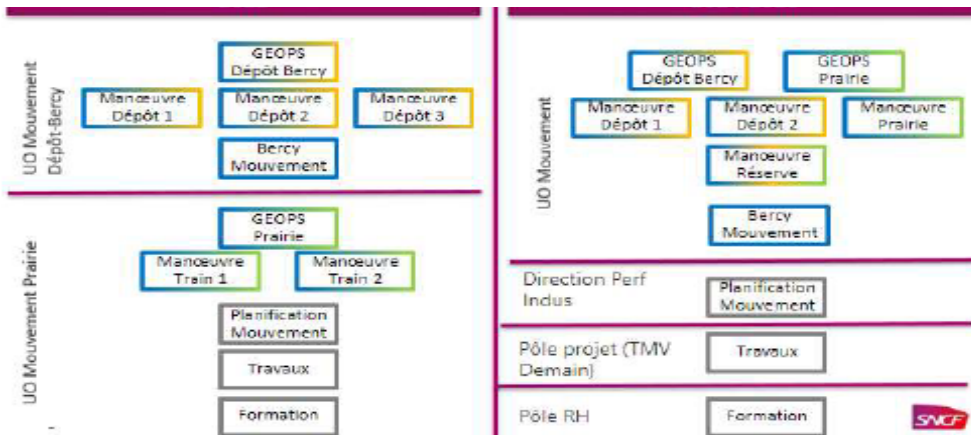 UO Mouvement
Dépôt-Bercy
GEOPS
Dépôt Bercy
Manœuvre
Dépôt 1
Manœuvre
Dépôt 2
Manœuvre
Dépôt 3
Bercy
Mouvement
UO Mouvement Prairie
GEOPS
Prairie
Manœuvre
Train 1
Manœuvre
Train 2
Planification
Mouvement
Travaux
Formation
UO Mouvement
GEOPS
Dépôt Bercy
GEOPS
Prairie
Manœuvre
Dépôt 1
Manœuvre
Dépôt 2
Manœuvre
Prairie
Manœuvre
Réserve
Bercy
Mouvement
Direction Perf
Indus
Planification
Mouvement
Pôle projet (TMV
Demain)
Travaux
Pôle RH
Formation
SNCF